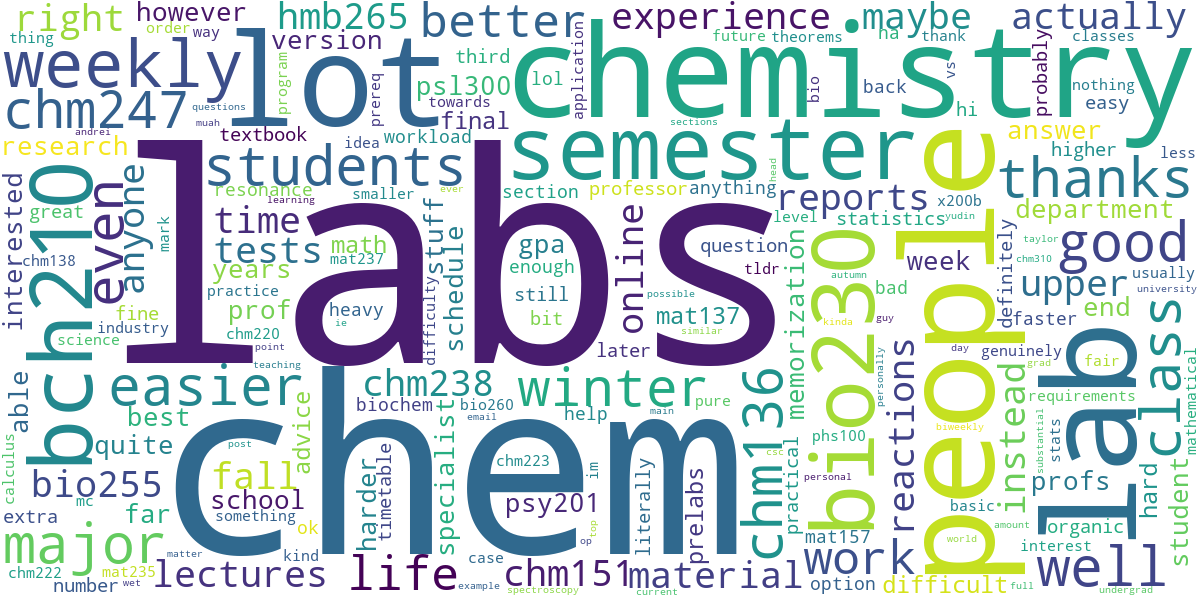 right
however
hmb265
better
experience
maybe
actually
thing
order
way
version
third
future
theorems
ha
thank
classes
weekly
lot
chemistry
program
prereq
psl300
lol
application
bio
back
vs
probably
nothing
easy
hi
chm247
questions
muah
towards
final
sections
semester
answer
andrei
textbook
idea
workload
higher
less
research
labs
students
resonance
learning
smaller
ever
section
professor
anything
head
people
thanks
interested
bch210
great
even
anyone
mark
time
math
mat237
stuff
schedule
gpa
enough
online
memorization
reports
level
x200b
statistics
yudin
department
chm138
tests
years
question
tldr
bio230
week
definitely
good
taylor
chm310
usually
university
practice
fine
industry
science
prof
heavy
ie
difficulty
still
bit
possible
mat137
similar
autumn
kinda
bad
guy
upper
end
faster
chm220
point
teaching
later
day
personally
genuinely
grad
fair
lab
class
mathematical
able
easier
chm238
winter
pure
chm136
reactions
instead
requirements
biweekly
best
quite
advice
biochem
bio260
email
help
main
phs100
substantial
stats
calculus
post
chem
specialist
chm223
im
csc
practical
personal
profs
hard
bio255
mc
fall
school
harder
timetable
psy201
top
op
literally
prelabs
basic
organic
student
extra
far
something
ok
mat157
amount
world
interest
major
kind
case
work
chm222
mat235
matter
lectures
life
chm151
material
option
difficult
well
number
wet
example
spectroscopy
current
full
undergrad